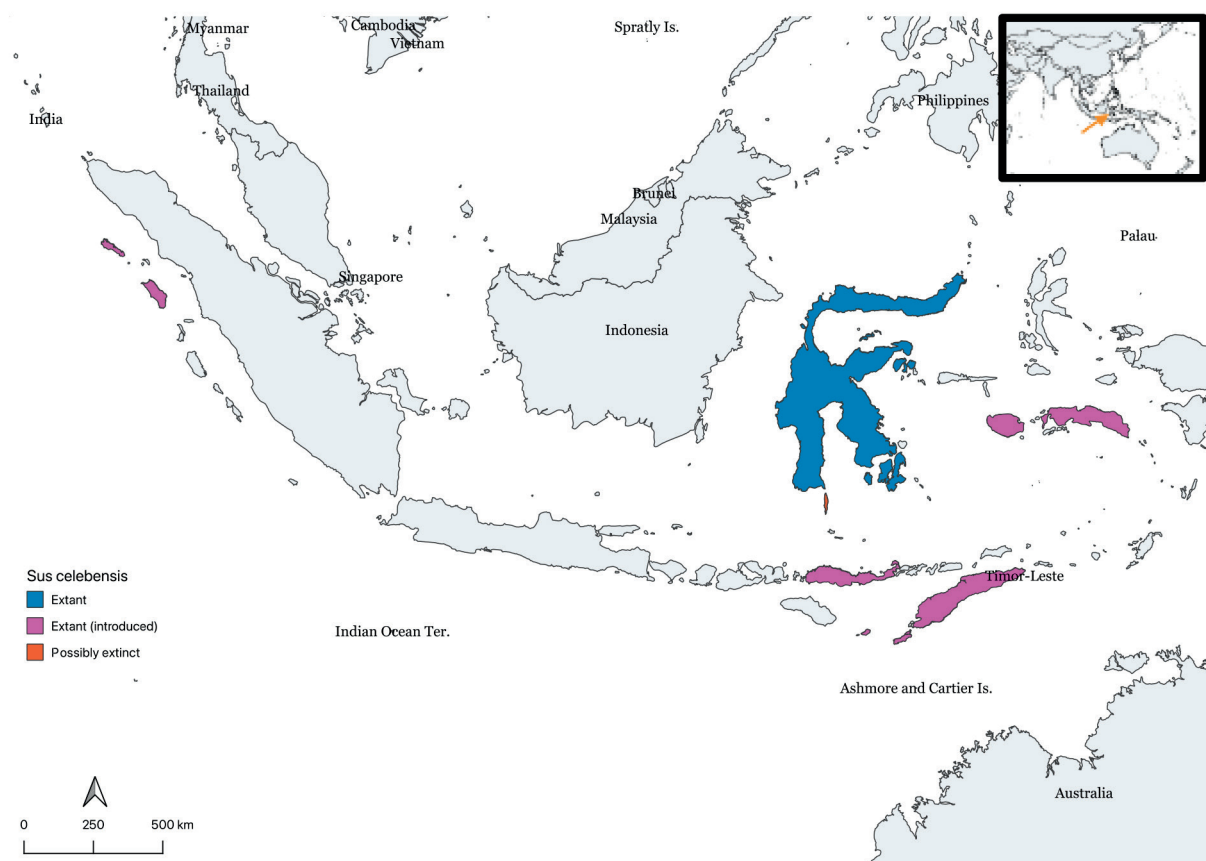 Myanmar
Cambodia
Vietnam
Spratly Is.
Thailand
India
Philippines
Brunei
Malaysia
Palau
Singapore
Indonesia
Timor-Leste
Sus celebensis
Extant
Extant (introduced)
Possibly extinct
Indian Ocean Ter.
Ashmore and Cartier Is.
Australia
0 250 500 km